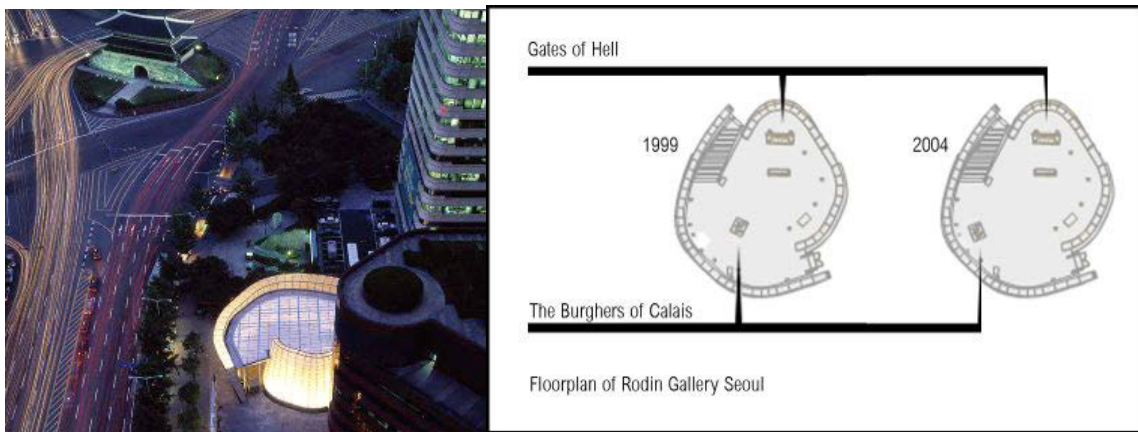 Gates of Hell
1999
2004
The Burghers of Calais
Floorplan of Rodin Gallery Seoul